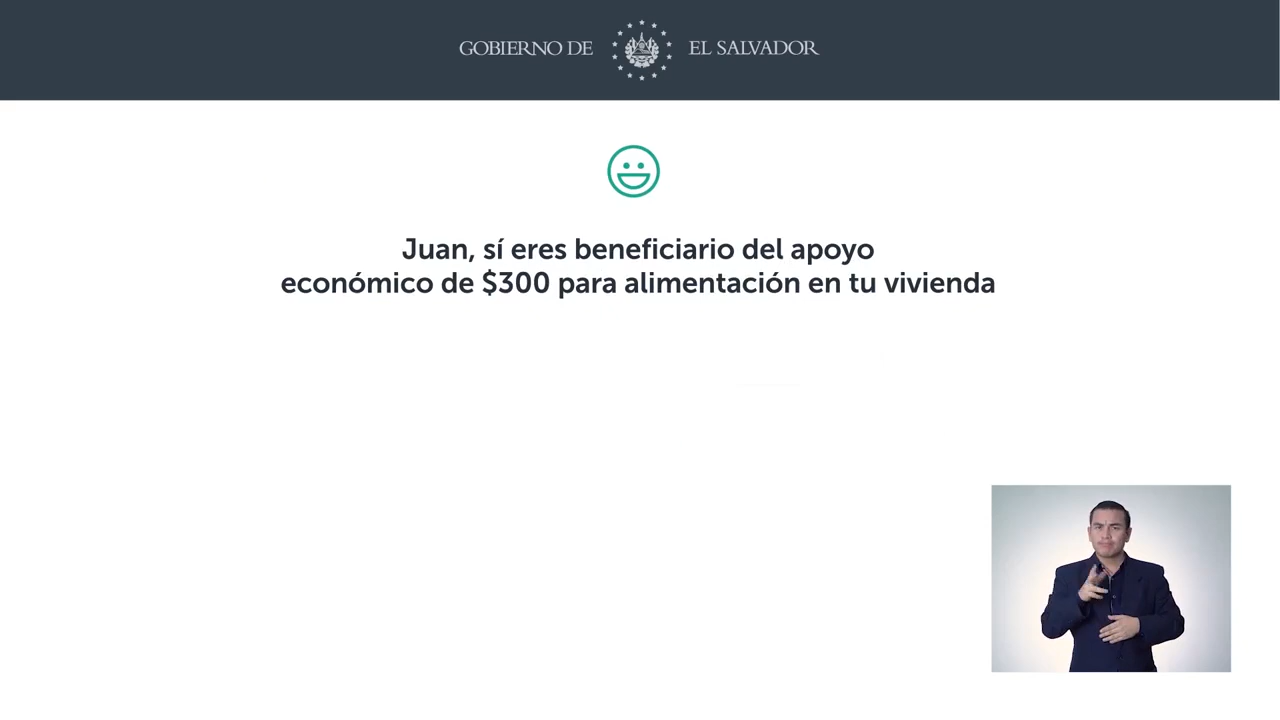 GOBIERNO DE EL SALVADOR
Juan, sí eres beneficiario del apoyo
económico de $300 para alimentación en tu vivienda